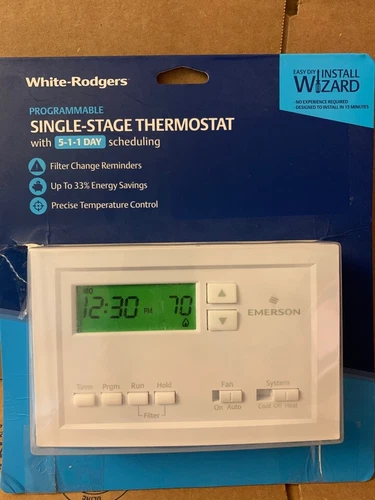 White-Rodgers
EASY DIY INSTALL
WIZARD
- NO EXPERIENCE REQUIRED
- DESIGNED TO INSTALL IN 15 MINUTES
PROGRAMMABLE
SINGLE-STAGE THERMOSTAT
with 5-1-1 DAY scheduling
Filter Change Reminders
Up To 33% Energy Savings
Precise Temperature Control
MO
12:30 PM 70
EMERSON
Time Prgm Run Hold
Filter
Fan
On Auto
System
Cool Off Heat